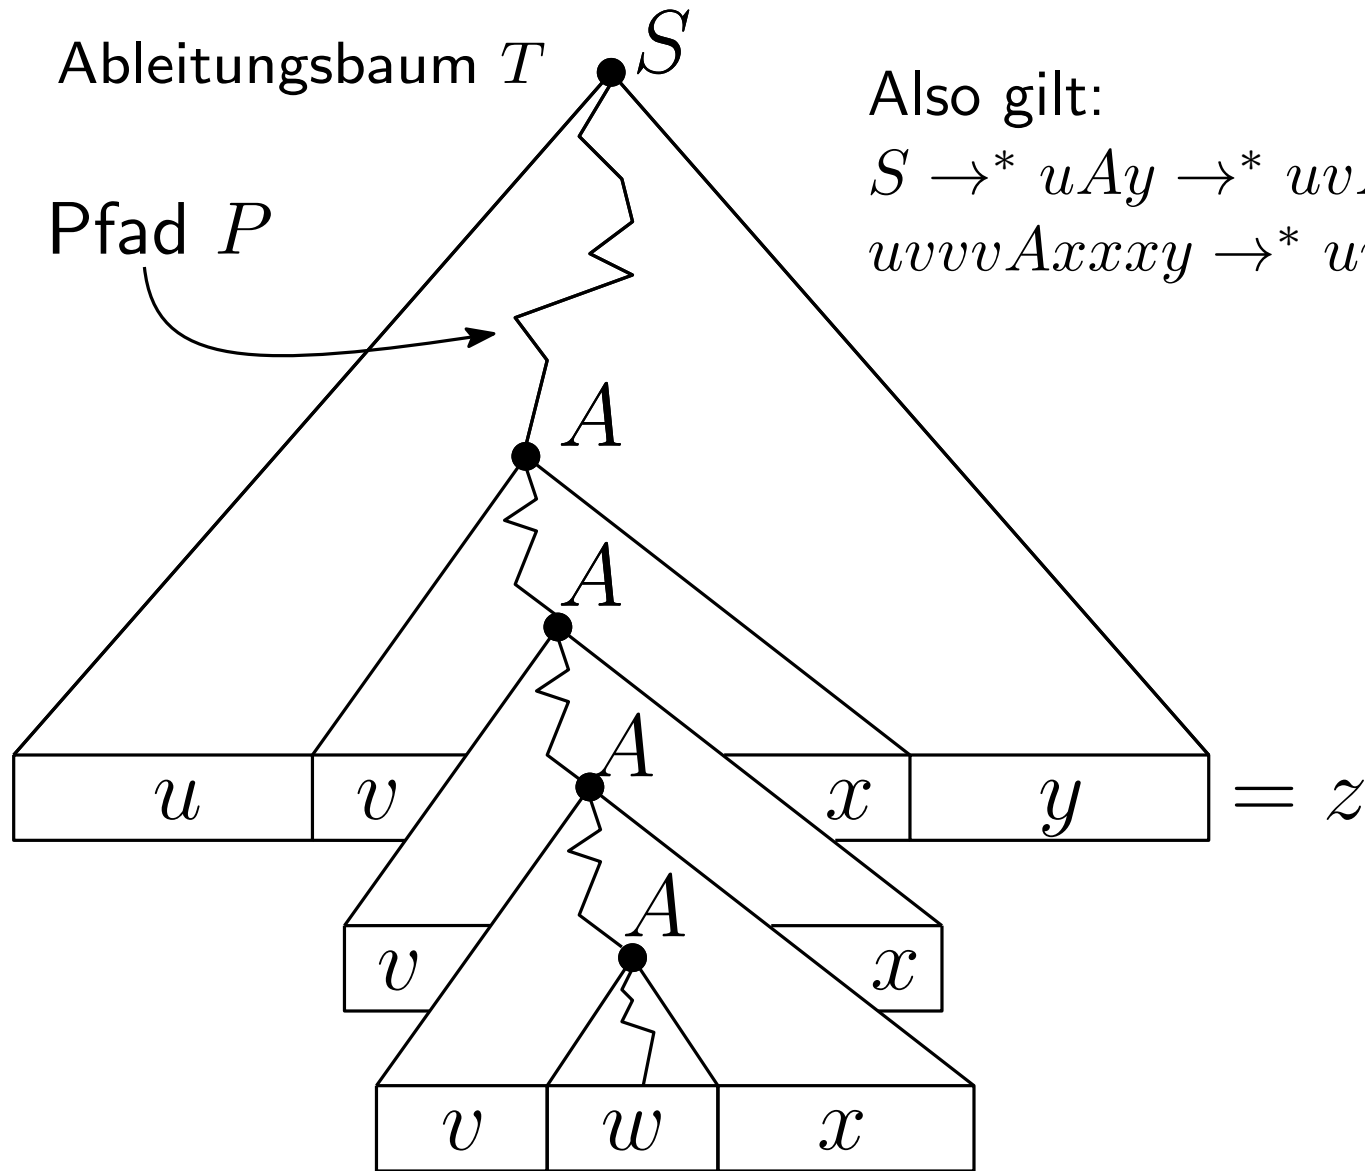 Ableitungsbaum T
S
Also gilt:
S →* uAy →* uv
Pfad P
uvvvAxxxy →* u
A
A
A
u v x y = z
A
v x
v w x